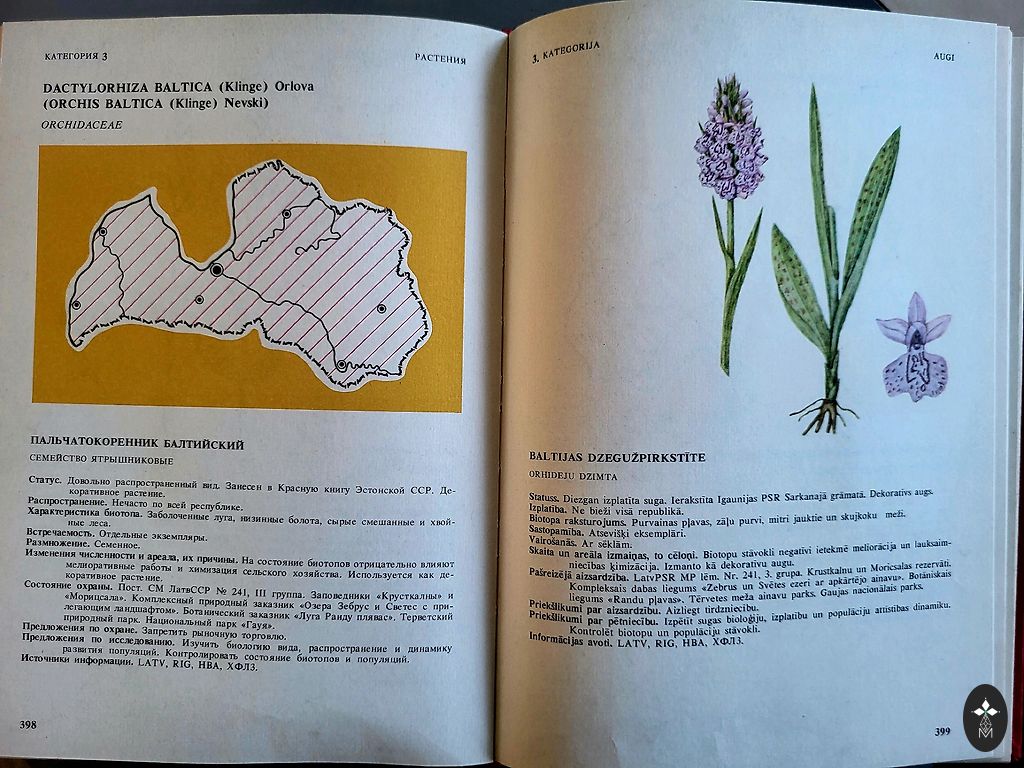 КАТЕГОРИЯ 3
РАСТЕНИЯ
DACTYLORHIZA BALTICA (Klinge) Orlova
(ORCHIS BALTICA (Klinge) Nevski)
ORCHIDACEAE
ПАЛЬЧАТОКОРЕННИК БАЛТИЙСКИЙ
СЕМЕЙСТВО ЯТРЫШНИКОВЫЕ
Статус. Довольно распространенный вид. Занесен в Красную книгу Эстонской ССР. Де-
коративное растение.
Распространение. Нечасто по всей республике.
Характеристика биотопа. Заболоченные луга, низинные болота, сырые смешанные и хвой-
ные леса.
Встречаемость. Отдельные экземпляры.
Размножение. Семенное.
Изменения численности и ареала, их причины. На состояние биотопов отрицательно влияют
мелиоративные работы и химизация сельского хозяйства. Используется как де-
коративное растение.
Состояние охраны. Пост. СМ ЛатвССР № 241, III группа. Заповедники «Крусткалны» и
«Морицсала». Комплексный природный заказник «Озера Зебрус и Светес с при-
легающим ландшафтом». Ботанический заказник «Луга Ранду плявас». Терветский
природный парк. Национальный парк «Гауя».
Предложения по охране. Запретить рыночную торговлю.
Предложения по исследованию. Изучить биологию вида, распространение и динамику
развития популяций. Контролировать состояние биотопов и популяций.
Источники информации. LATV, RIG, HBA, ХФЛЗ.
398
3. KATEGORIJA
AUGI
BALTIJAS DZEGUŽPIRKSTĪTE
ORHIDEJU DZIMTA
Statuss. Diezgan izplatīta suga. Ierakstīta Igaunijas PSR Sarkanajā grāmatā. Dekoratīvs augs.
Izplatība. Ne bieži visā republikā.
Biotopa raksturojums. Purvainas pļavas, zāļu purvi, mitri jauktie un skujkoku meži.
Sastopamība. Atsevišķi eksemplāri.
Vairošanās. Ar sēklām.
Skaita un areāla izmaiņas, to cēloņi. Biotopu stāvokli negatīvi ietekmē meliorācija un lauksaim-
niecības ķimizācija. Izmanto kā dekoratīvu augu.
Pašreizējā aizsardzība. LatvPSR MP lēm. Nr. 241, 3. grupa. Krustkalnu un Moricsalas rezervāti.
Kompleksais dabas liegums «Zebrus un Svētes ezeri ar apkārtējo ainavu». Botāniskais
liegums «Randu pļavas». Tērvetes meža ainavu parks. Gaujas nacionālais parks.
Priekšlikumi par aizsardzību. Aizliegt tirdzniecību.
Priekšlikumi par pētniecību. Izpētīt sugas bioloģiju, izplatību un populāciju attīstības dinamiku.
Kontrolēt biotopu un populāciju stāvokli.
Informācijas avoti. LATV, RIG, HBA, ХФЛЗ.
399
M